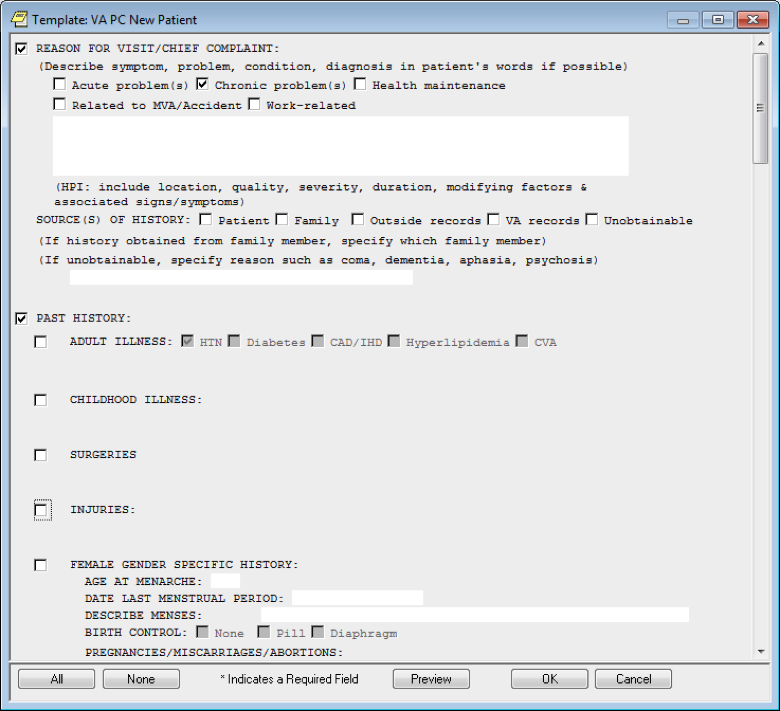 Template: VA PC New Patient
REASON FOR VISIT/CHIEF COMPLAINT:
(Describe symptom, problem, condition, diagnosis in patient's words if possible)
Acute problem(s) Chronic problem(s) Health maintenance
Related to MVA/Accident Work-related
(HPI: include location, quality, severity, duration, modifying factors &
associated signs/symptoms)
SOURCE(S) OF HISTORY: Patient Family Outside records VA records Unobtainable
(If history obtained from family member, specify which family member)
(If unobtainable, specify reason such as coma, dementia, aphasia, psychosis)
PAST HISTORY:
ADULT ILLNESS: HTN Diabetes CAD/IHD Hyperlipidemia CVA
CHILDHOOD ILLNESS:
SURGERIES
INJURIES:
FEMALE GENDER SPECIFIC HISTORY:
AGE AT MENARCHE:
DATE LAST MENSTRUAL PERIOD:
DESCRIBE MENSES:
BIRTH CONTROL: None Pill Diaphragm
PREGNANCIES/MISCARRIAGES/ABORTIONS:
All None * Indicates a Required Field Preview OK Cancel